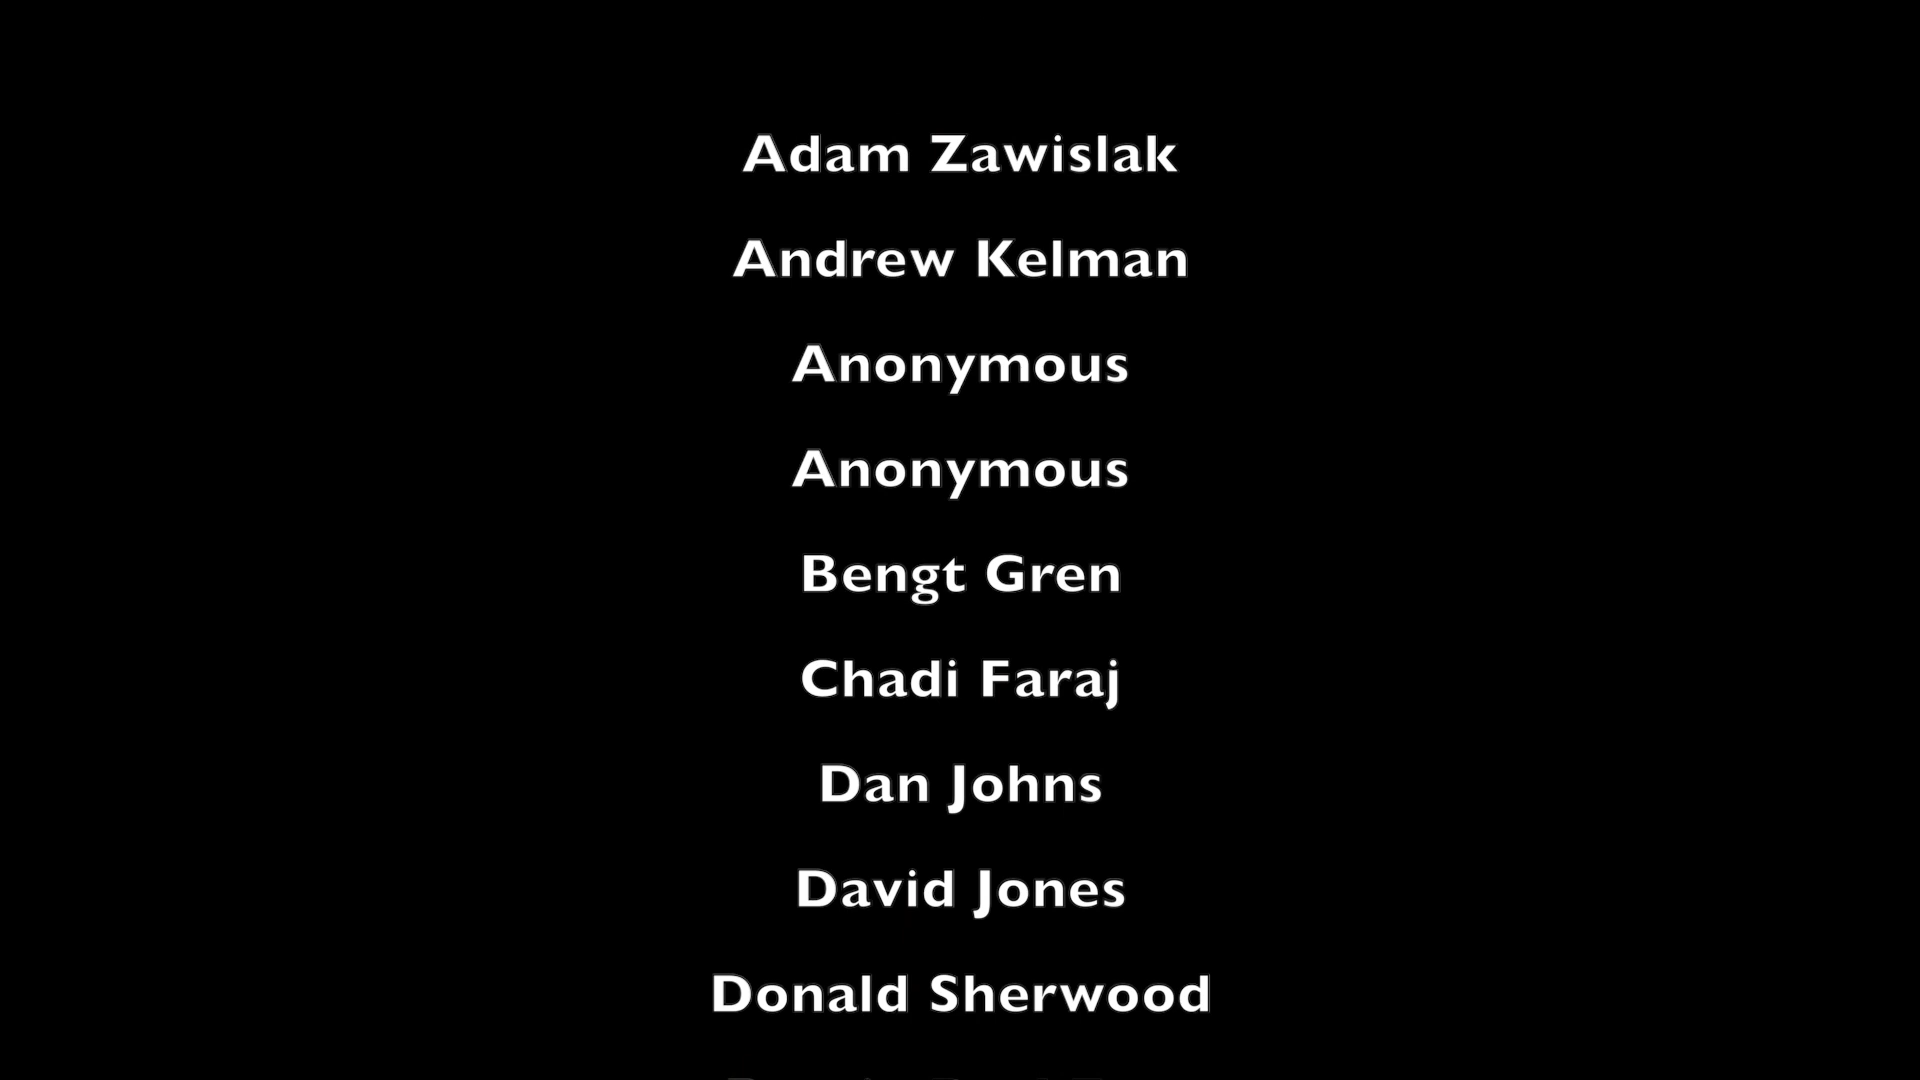 Adam Zawislak
Andrew Kelman
Anonymous
Anonymous
Bengt Gren
Chadi Faraj
Dan Johns
David Jones
Donald Sherwood